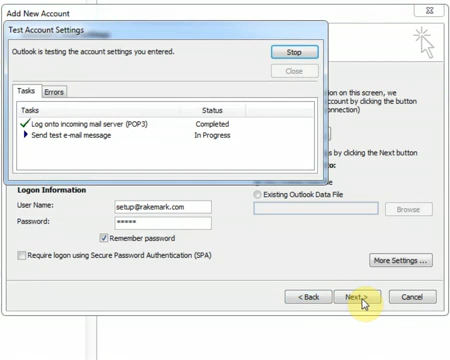 Add New Account
Test Account Settings
Outlook is testing the account settings you entered.
Stop
Close
Tasks
Errors
Tasks Status
Log onto incoming mail server (POP3) Completed
Send test e-mail message In Progress
on this screen, we
account by clicking the button
connection)
s by clicking the Next button
Existing Outlook Data File
Browse
Logon Information
User Name: setup@rakemark.com
Password: *****
Remember password
Require logon using Secure Password Authentication (SPA)
More Settings ...
< Back
Next >
Cancel